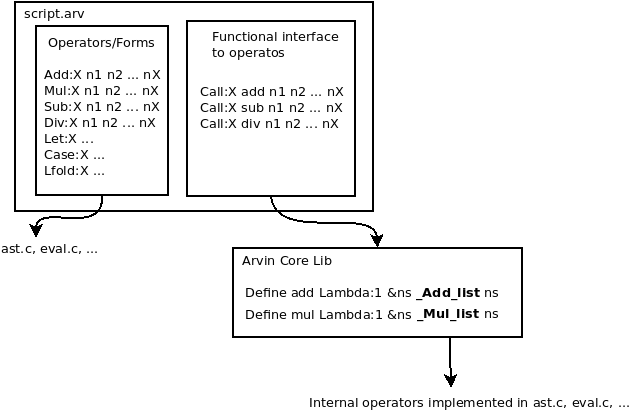 script.arv
Operators/Forms
Add:X n1 n2 ... nX
Mul:X n1 n2 ... nX
Sub:X n1 n2 ... nX
Div:X n1 n2 ... nX
Let:X ...
Case:X ...
Lfold:X ...
Functional interface
to operatos
Call:X add n1 n2 ... nX
Call:X sub n1 n2 ... nX
Call:X div n1 n2 ... nX
ast.c, eval.c, ...
Arvin Core Lib
Define add Lambda:1 &ns _Add_list ns
Define mul Lambda:1 &ns _Mul_list ns
Internal operators implemented in ast.c, eval.c, ...